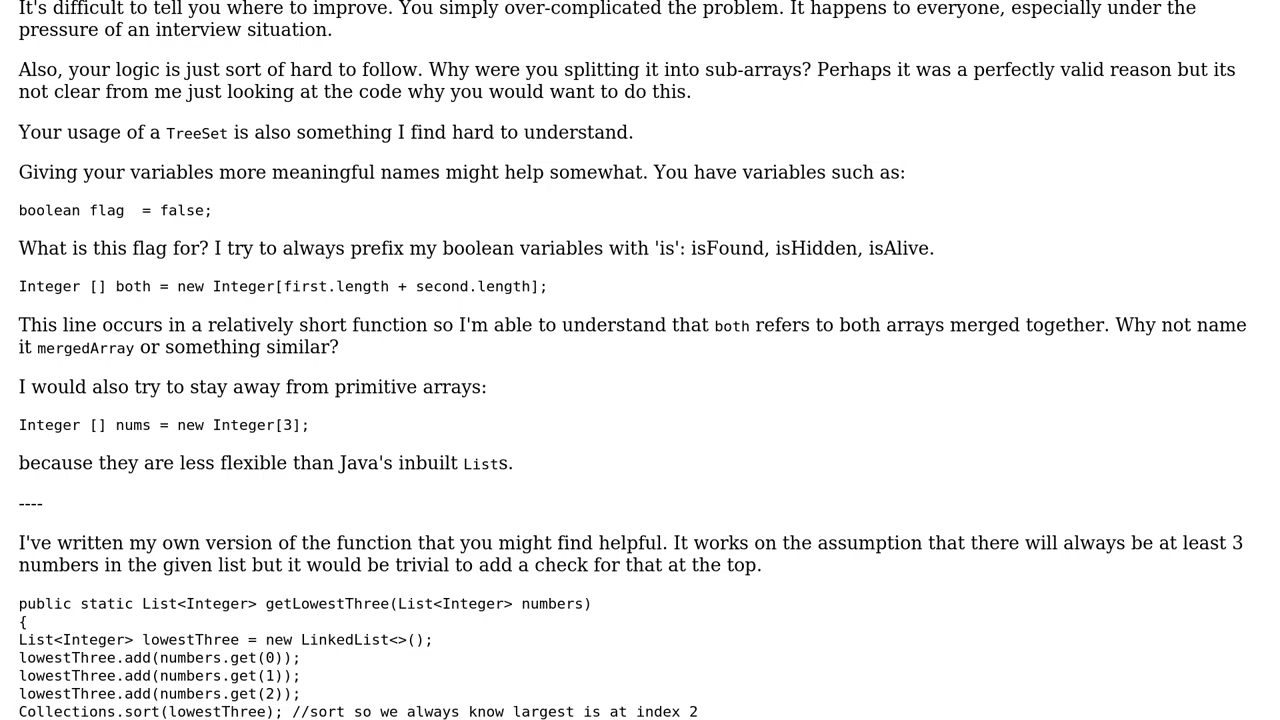 It's difficult to tell you where to improve. You simply over-complicated the problem. It happens to everyone, especially under the
pressure of an interview situation.
Also, your logic is just sort of hard to follow. Why were you splitting it into sub-arrays? Perhaps it was a perfectly valid reason but its
not clear from me just looking at the code why you would want to do this.
Your usage of a TreeSet is also something I find hard to understand.
Giving your variables more meaningful names might help somewhat. You have variables such as:
boolean flag  = false;
What is this flag for? I try to always prefix my boolean variables with 'is': isFound, isHidden, isAlive.
Integer [] both = new Integer[first.length + second.length];
This line occurs in a relatively short function so I'm able to understand that both refers to both arrays merged together. Why not name
it mergedArray or something similar?
I would also try to stay away from primitive arrays:
Integer [] nums = new Integer[3];
because they are less flexible than Java's inbuilt Lists.
----
I've written my own version of the function that you might find helpful. It works on the assumption that there will always be at least 3
numbers in the given list but it would be trivial to add a check for that at the top.
public static List<Integer> getLowestThree(List<Integer> numbers)
{
List<Integer> lowestThree = new LinkedList<>();
lowestThree.add(numbers.get(0));
lowestThree.add(numbers.get(1));
lowestThree.add(numbers.get(2));
Collections.sort(lowestThree); //sort so we always know largest is at index 2